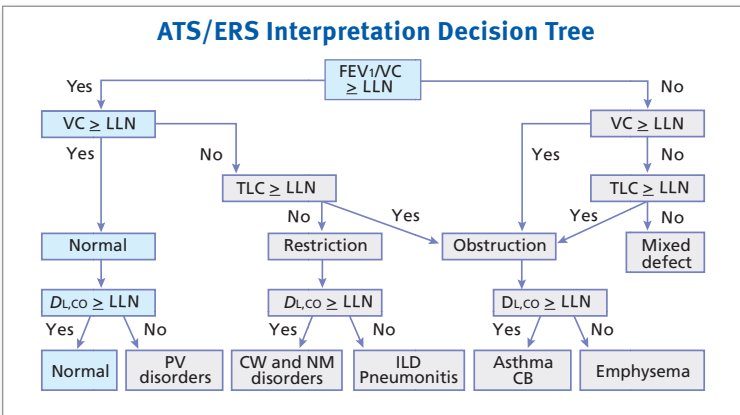 ATS/ERS Interpretation Decision Tree
FEV1/VC
≥ LLN
Yes
No
VC ≥ LLN
VC ≥ LLN
Yes
No
Yes
No
TLC ≥ LLN
TLC ≥ LLN
No
Yes
Yes
No
Normal
Restriction
Obstruction
Mixed
defect
DL,CO ≥ LLN
DL,CO ≥ LLN
DL,CO ≥ LLN
Yes
No
Yes
No
Yes
No
Normal
PV
disorders
CW and NM
disorders
ILD
Pneumonitis
Asthma
CB
Emphysema